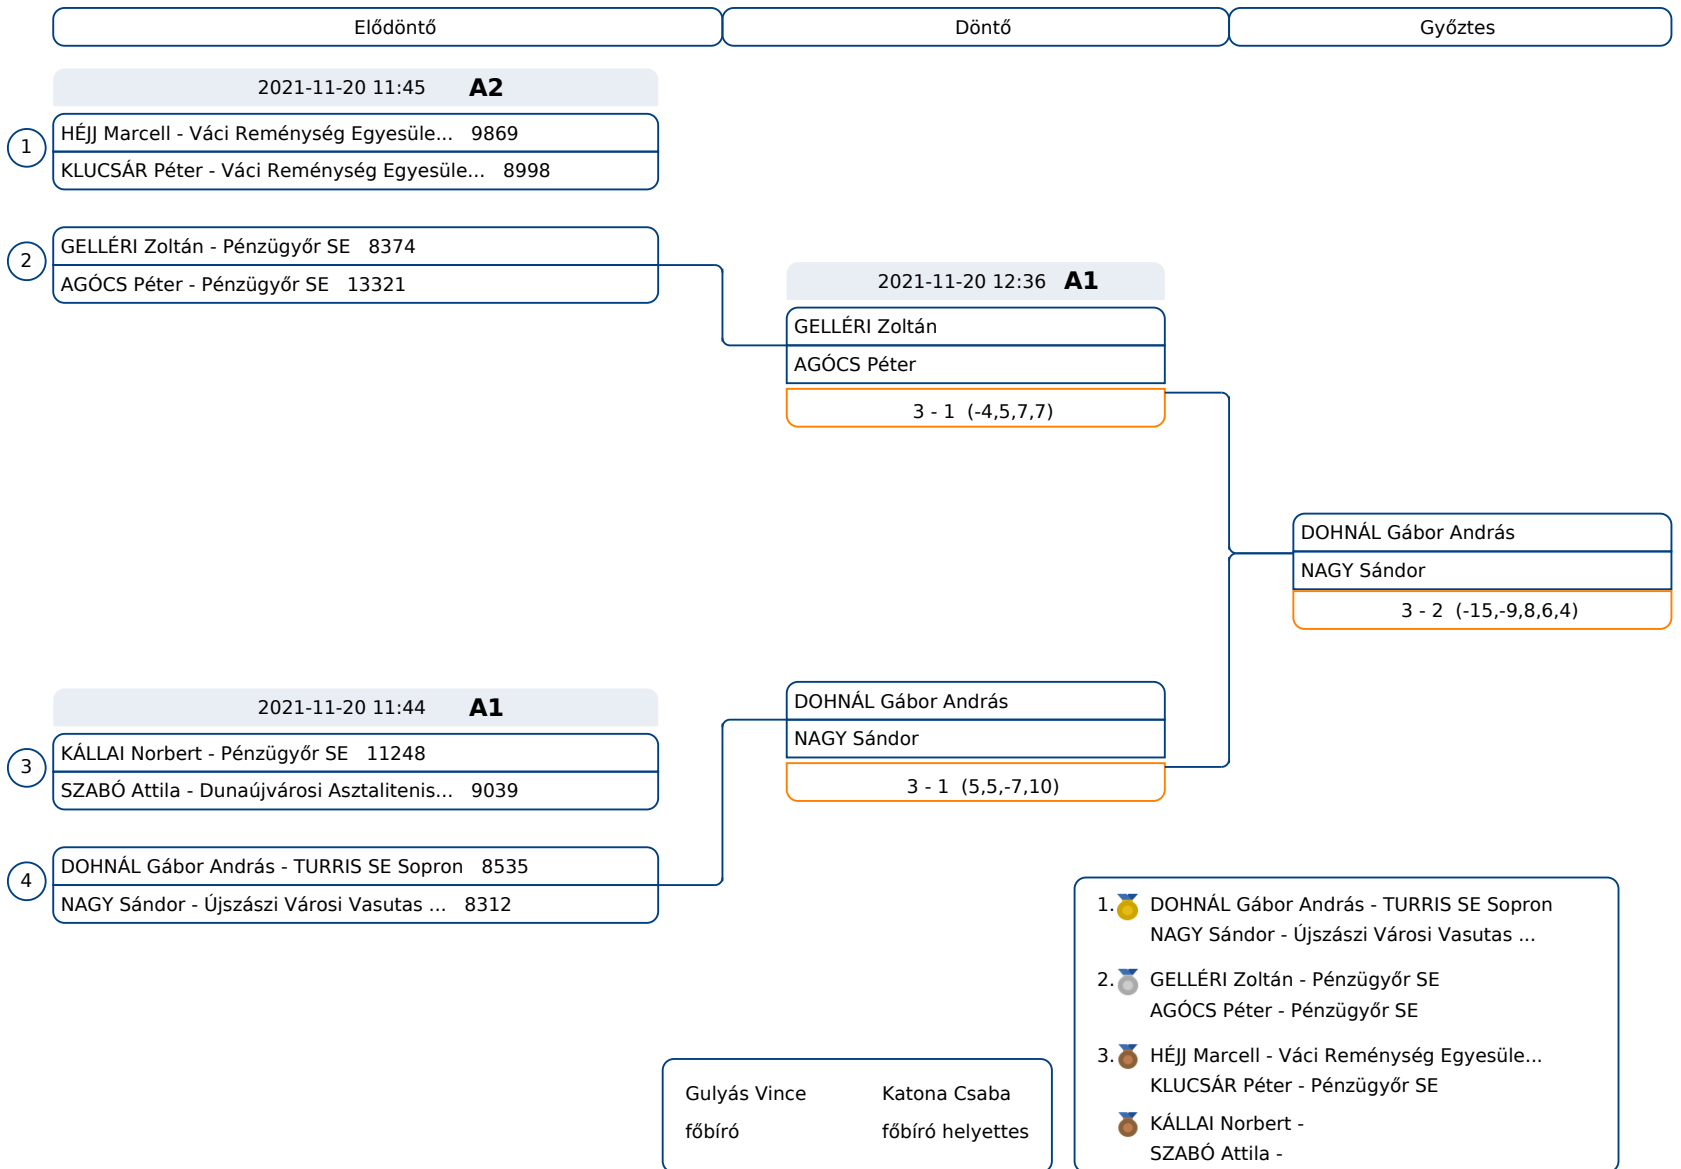 Elődöntő
Döntő
Győztes
2021-11-20 11:45 A2
1
HÉJJ Marcell - Váci Reménység Egyesüle... 9869
KLUCSÁR Péter - Váci Reménység Egyesüle... 8998
2
GELLÉRI Zoltán - Pénzügyőr SE 8374
AGÓCS Péter - Pénzügyőr SE 13321
2021-11-20 12:36 A1
GELLÉRI Zoltán
AGÓCS Péter
3 - 1 (-4,5,7,7)
DOHNÁL Gábor András
NAGY Sándor
3 - 2 (-15,-9,8,6,4)
2021-11-20 11:44 A1
3
KÁLLAI Norbert - Pénzügyőr SE 11248
SZABÓ Attila - Dunaújvárosi Asztalitenis... 9039
DOHNÁL Gábor András
NAGY Sándor
3 - 1 (5,5,-7,10)
4
DOHNÁL Gábor András - TURRIS SE Sopron 8535
NAGY Sándor - Újszászi Városi Vasutas ... 8312
1. DOHNÁL Gábor András - TURRIS SE Sopron
NAGY Sándor - Újszászi Városi Vasutas ...
2. GELLÉRI Zoltán - Pénzügyőr SE
AGÓCS Péter - Pénzügyőr SE
3. HÉJJ Marcell - Váci Reménység Egyesüle...
KLUCSÁR Péter - Pénzügyőr SE
KÁLLAI Norbert -
SZABÓ Attila -
Gulyás Vince Katona Csaba
főbíró főbíró helyettes